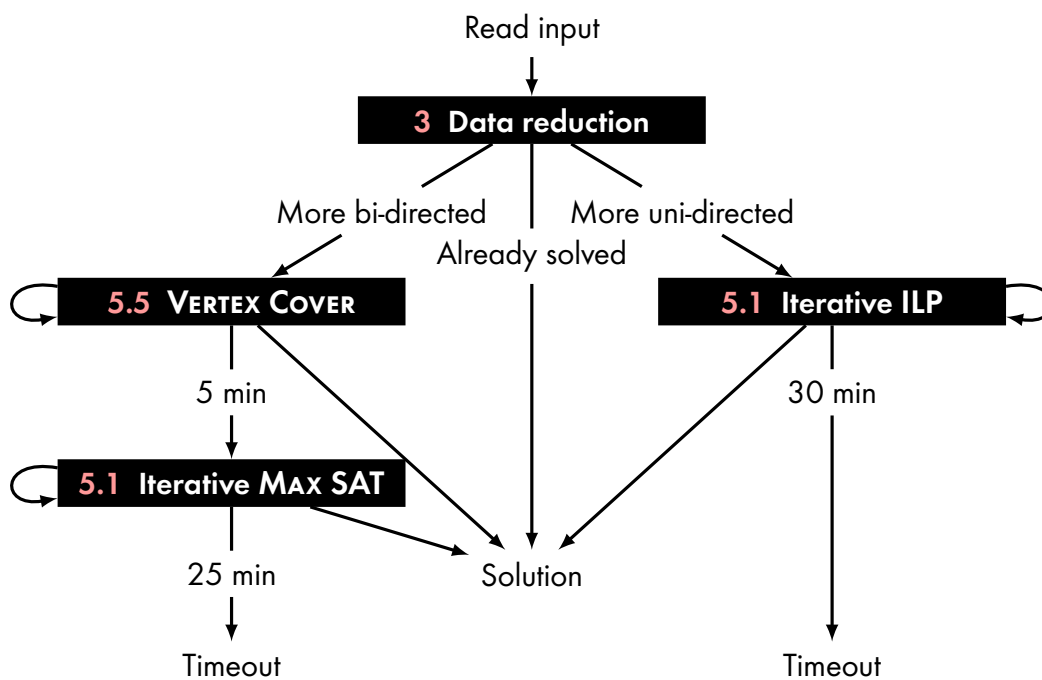 Read input
3 Data reduction
More bi-directed
More uni-directed
Already solved
5.5 VERTEX COVER
5.1 Iterative ILP
5 min
30 min
5.1 Iterative MAX SAT
25 min
Solution
Timeout
Timeout